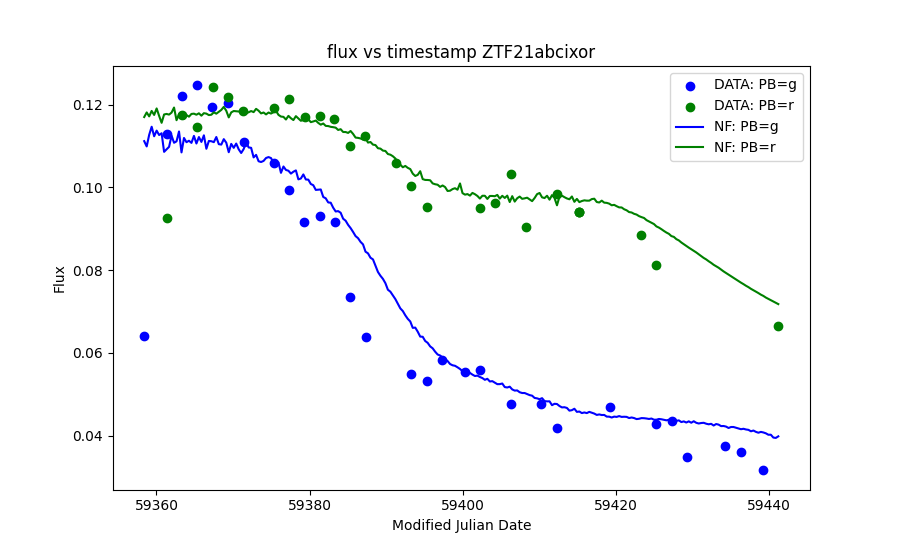 flux vs timestamp ZTF21abcixor
DATA: PB=g
DATA: PB=r
NF: PB=g
NF: PB=r
0.12
0.10
0.08
0.06
0.04
Flux
59360 59380 59400 59420 59440
Modified Julian Date